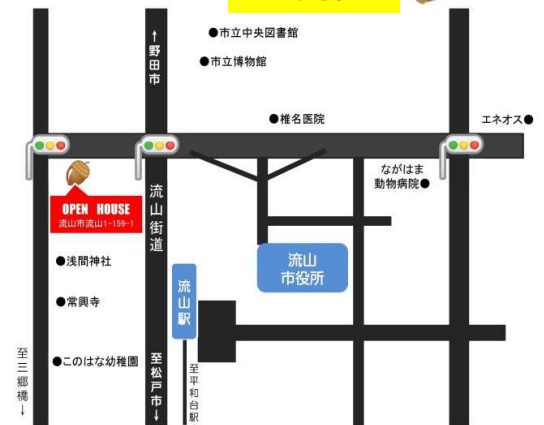 ↑野田市
●市立中央図書館
●市立博物館
●椎名医院
エネオス●
ながはま
動物病院●
OPEN HOUSE
流山市流山1-159-1
流山街道
●浅間神社
流山
市役所
流山駅
●常興寺
●このはな幼稚園
至三郷橋↓
至松戸市↓
至平和台駅